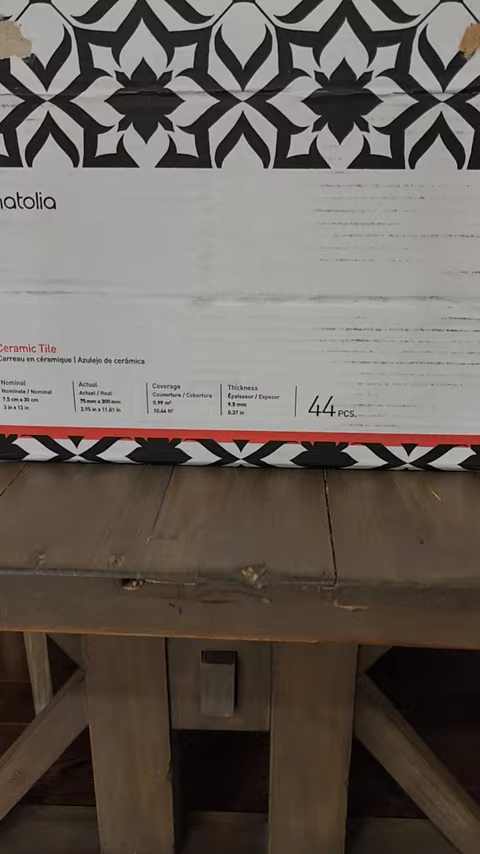 natolia
Ceramic Tile
Carreau en céramique | Azulejo de cerâmica
Nominal
Nominale / Nominal
7.5 cm x 30 cm
3 in x 12 in
Actual
Actuel / Real
75 mm x 300 mm
2.95 in x 11.81 in
Coverage
Couverture / Cobertura
0.99 m²
10.66 ft²
Thickness
Épaisseur / Espesor
9.5 mm
0.37 in
44 PCS.